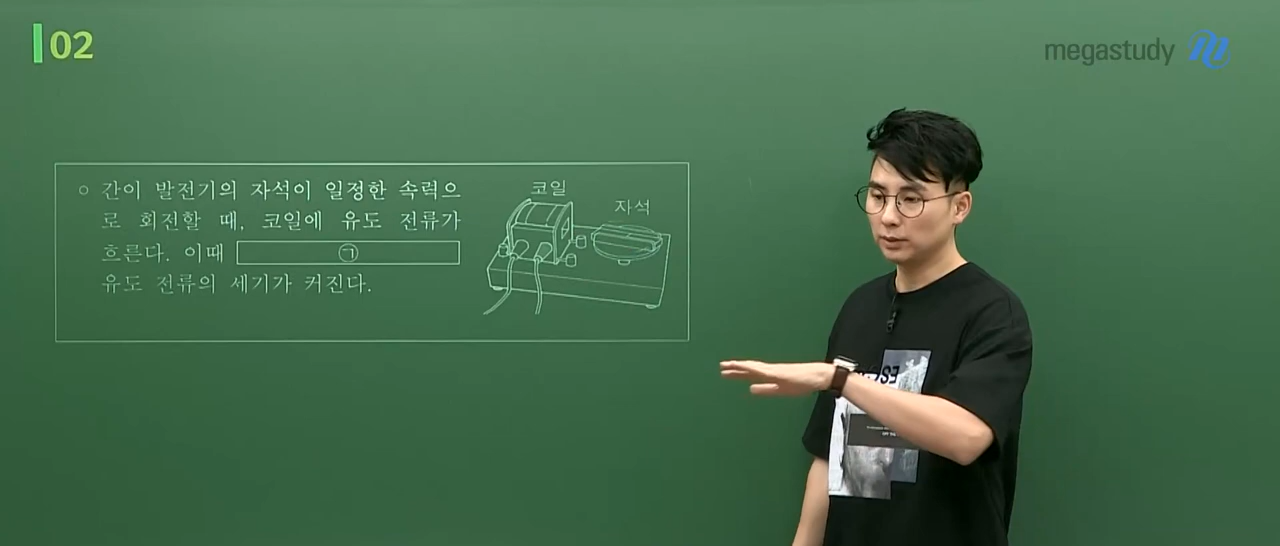 02
megastudy
○ 간이 발전기의 자석이 일정한 속력으
로 회전할 때, 코일에 유도 전류가
흐른다. 이때 ㉠
유도 전류의 세기가 커진다.
코일
자석